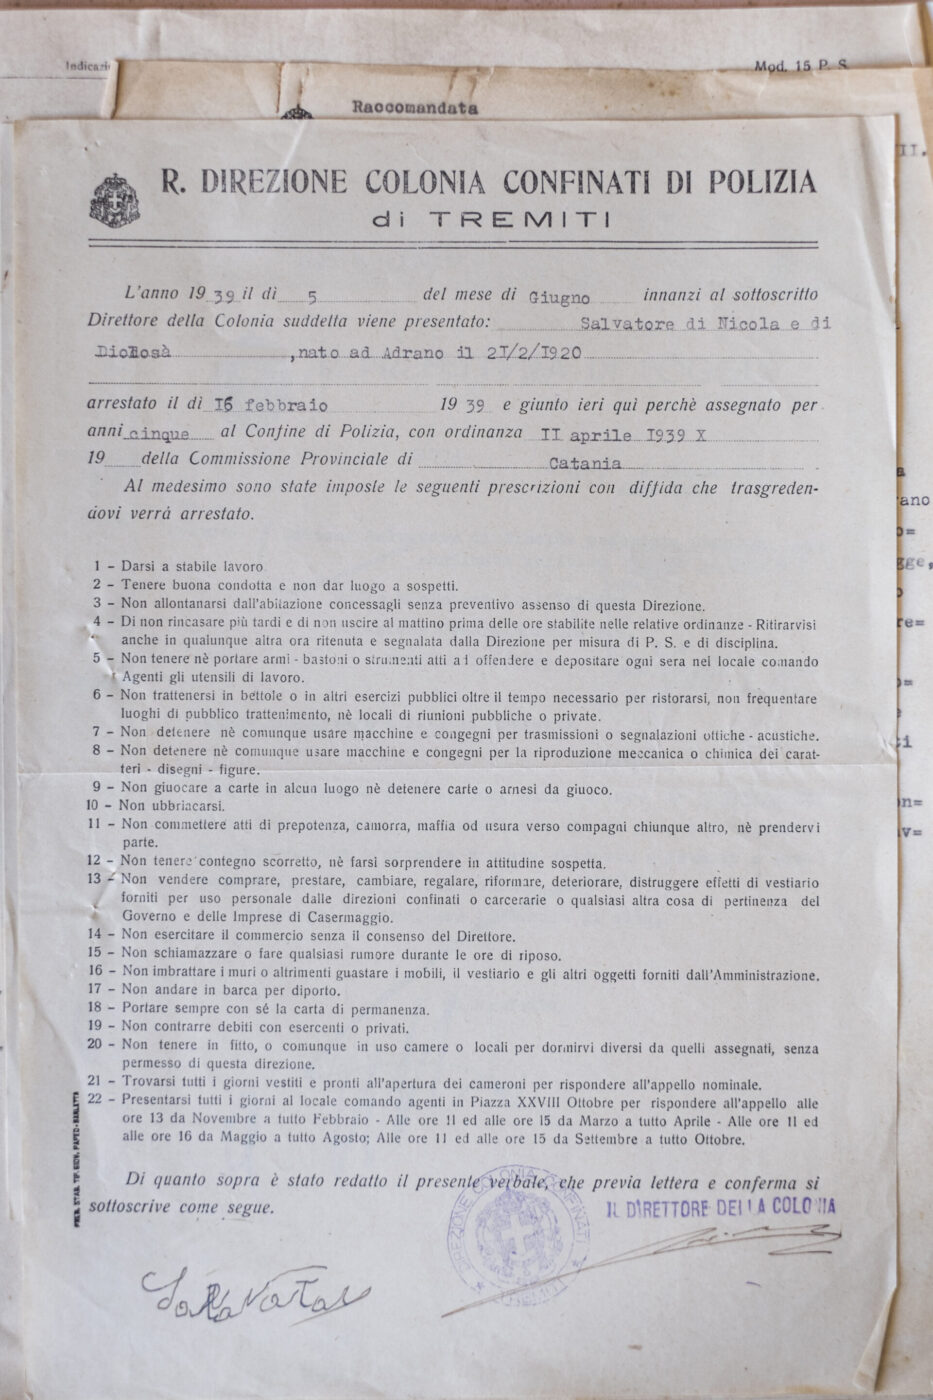 Indicazi
Mod. 15 P. S.
Raccomandata
II.
R. DIREZIONE COLONIA CONFINATI DI POLIZIA
di TREMITI
L'anno 19 39 il dì 5 del mese di Giugno innanzi al sottoscritto
Direttore della Colonia suddetta viene presentato: Salvatore di Nicola e di
,nato ad Adrano il 21/2/1920
arrestato il dì 16 febbraio 19 39 e giunto ieri quì perchè assegnato per
anni cinque al Confine di Polizia, con ordinanza II aprile 1939 X
19 della Commissione Provinciale di Catania
Al medesimo sono state imposte le seguenti prescrizioni con diffida che trasgreden-
dovi verrà arrestato.
1 - Darsi a stabile lavoro
2 - Tenere buona condotta e non dar luogo a sospetti.
3 - Non allontanarsi dall'abitazione concessagli senza preventivo assenso di questa Direzione.
4 - Di non rincasare più tardi e di non uscire al mattino prima delle ore stabilite nelle relative ordinanze - Ritirarvisi
anche in qualunque altra ora ritenuta e segnalata dalla Direzione per misura di P. S. e di disciplina.
5 - Non tenere nè portare armi - bastoni o strumenti atti ad offendere e depositare ogni sera nel locale comando
Agenti gli utensili di lavoro.
6 - Non trattenersi in bettole o in altri esercizi pubblici oltre il tempo necessario per ristorarsi, non frequentare
luoghi di pubblico trattenimento, nè locali di riunioni pubbliche o private.
7 - Non detenere nè comunque usare macchine e congegni per trasmissioni o segnalazioni ottiche - acustiche.
8 - Non detenere nè comunque usare macchine e congegni per la riproduzione meccanica o chimica dei carat-
teri - disegni - figure.
9 - Non giuocare a carte in alcun luogo nè detenere carte o arnesi da giuoco.
10 - Non ubbriacarsi.
11 - Non commettere atti di prepotenza, camorra, maffia od usura verso compagni chiunque altro, nè prendervi
parte.
12 - Non tenere contegno scorretto, nè farsi sorprendere in attitudine sospetta.
13 - Non vendere comprare, prestare, cambiare, regalare, riformare, deteriorare, distruggere effetti di vestiario
forniti per uso personale dalle direzioni confinati o carcerarie o qualsiasi altra cosa di pertinenza del
Governo e delle Imprese di Casermaggio.
14 - Non esercitare il commercio senza il consenso del Direttore.
15 - Non schiamazzare o fare qualsiasi rumore durante le ore di riposo.
16 - Non imbrattare i muri o altrimenti guastare i mobili, il vestiario e gli altri oggetti forniti dall'Amministrazione.
17 - Non andare in barca per diporto.
18 - Portare sempre con sé la carta di permanenza.
19 - Non contrarre debiti con esercenti o privati.
20 - Non tenere in fitto, o comunque in uso camere o locali per dormirvi diversi da quelli assegnati, senza
permesso di questa direzione.
21 - Trovarsi tutti i giorni vestiti e pronti all'apertura dei cameroni per rispondere all'appello nominale.
22 - Presentarsi tutti i giorni al locale comando agenti in Piazza XXVIII Ottobre per rispondere all'appello alle
ore 13 da Novembre a tutto Febbraio - Alle ore 11 ed alle ore 15 da Marzo a tutto Aprile - Alle ore 11 ed
alle ore 16 da Maggio a tutto Agosto; Alle ore 11 ed alle ore 15 da Settembre a tutto Ottobre.
Di quanto sopra è stato redatto il presente verbale, che previa lettera e conferma si
sottoscrive come segue.
IL DIRETTORE DELLA COLONIA
DIREZIONE COLONIA CONFINATI
TREMITI